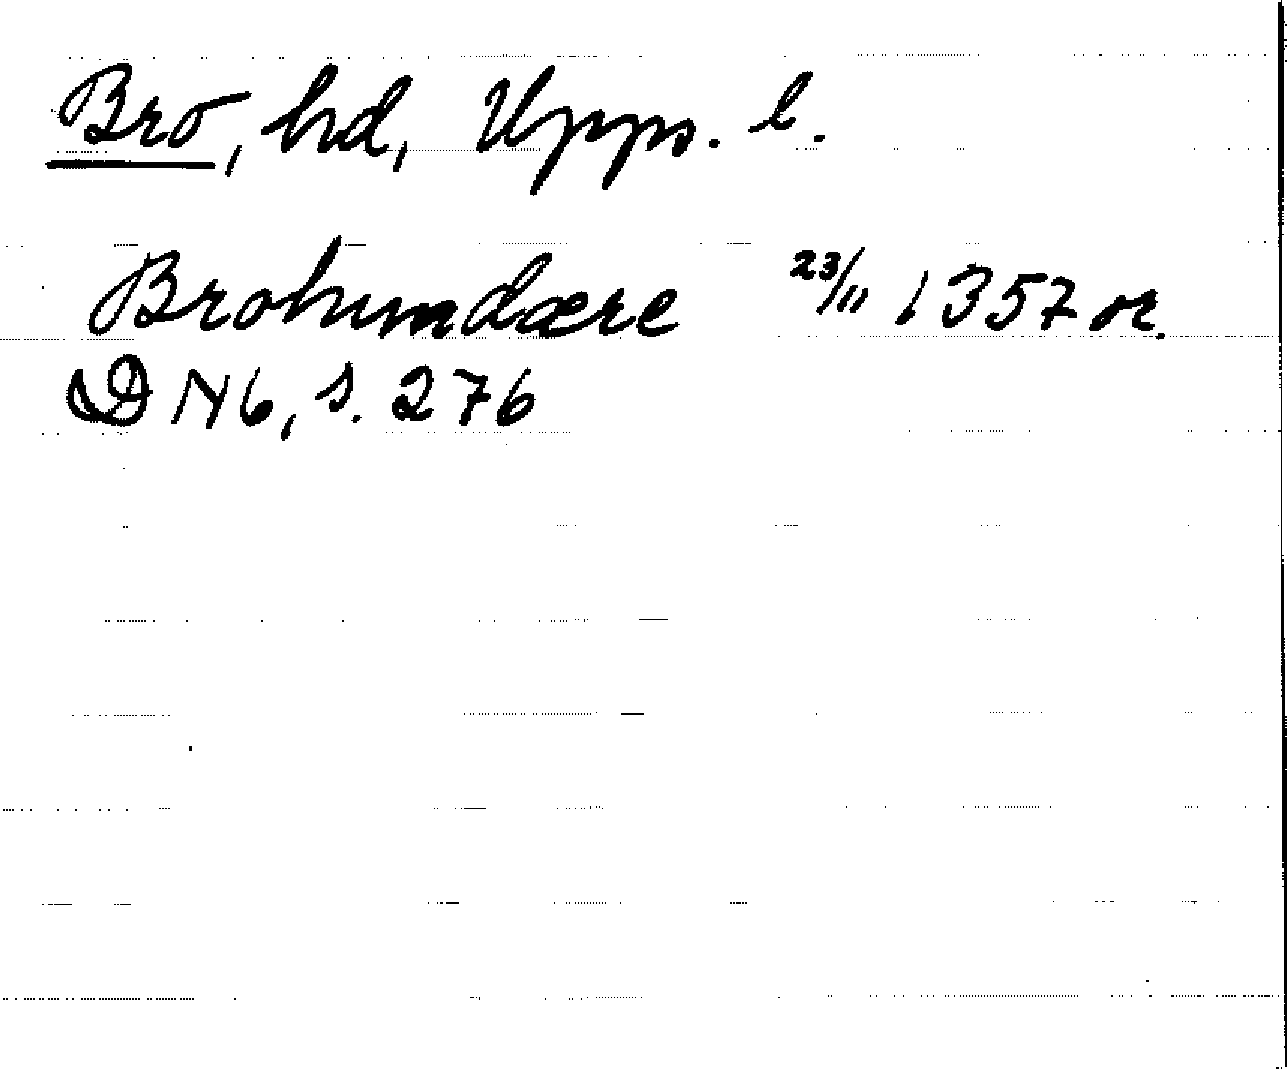 Bro, hd, Upps. l.
Brohundære 23/11 1357 or.
DN6, s. 276